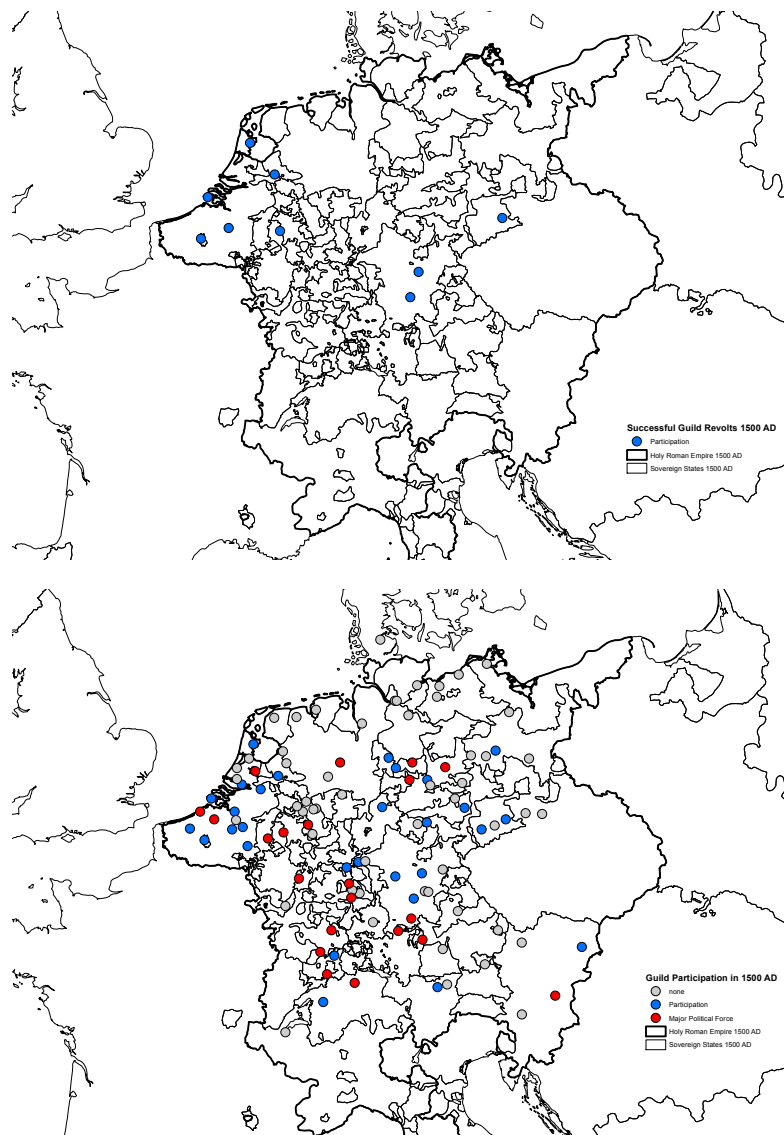 Successful Guild Revolts 1500 AD
Participation
Holy Roman Empire 1500 AD
Sovereign States 1500 AD
Guild Participation in 1500 AD
none
Participation
Major Political Force
Holy Roman Empire 1500 AD
Sovereign States 1500 AD